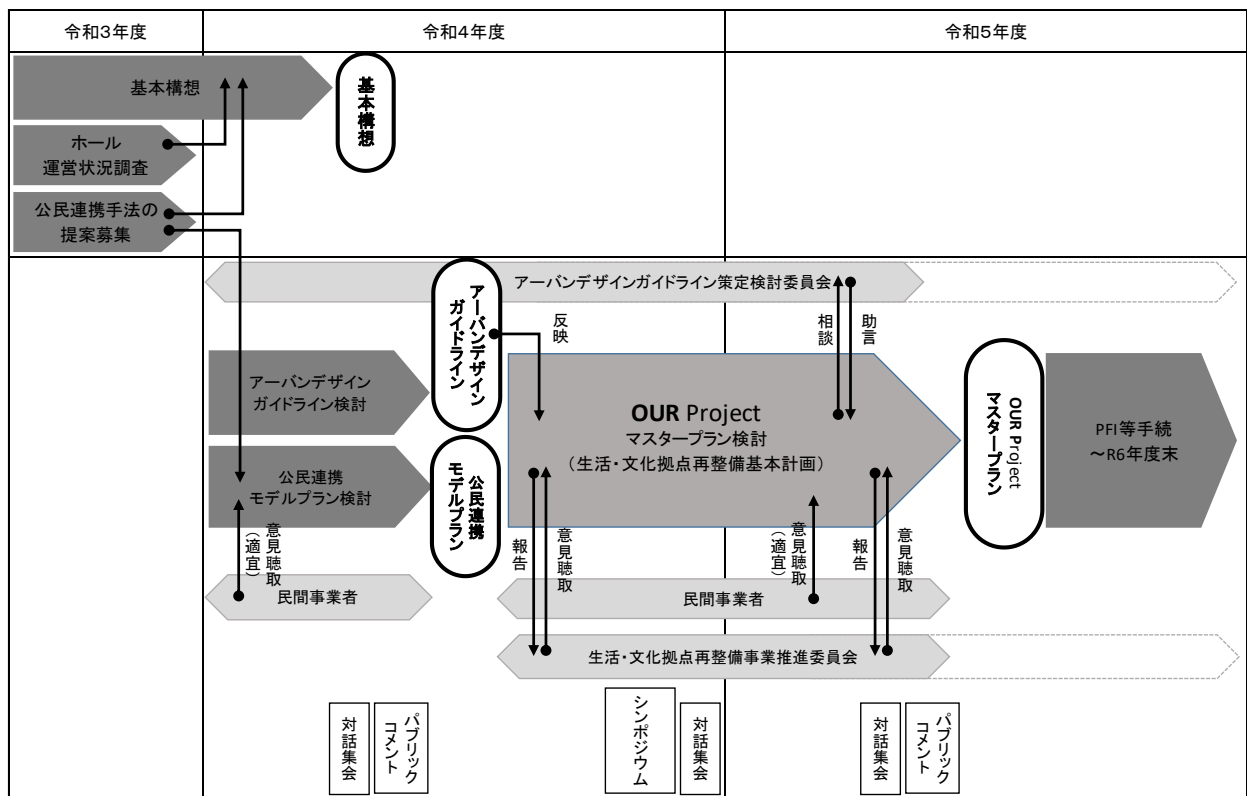 令和3年度
令和4年度
令和5年度
基本構想
基本構想
ホール
運営状況調査
公民連携手法の
提案募集
アーバンデザインガイドライン策定検討委員会
アーバンデザイン
ガイドライン
反映
相談
助言
アーバンデザイン
ガイドライン検討
OUR Project
マスタープラン検討
（生活・文化拠点再整備基本計画）
OUR Project
マスタープラン
PFI等手続
～R6年度末
公民連携
モデルプラン検討
公民連携
モデルプラン
意見聴取
（適宜）
報告
意見聴取
意見聴取
（適宜）
報告
意見聴取
民間事業者
民間事業者
生活・文化拠点再整備事業推進委員会
対話集会
パブリック
コメント
シンポジウム
対話集会
対話集会
パブリック
コメント